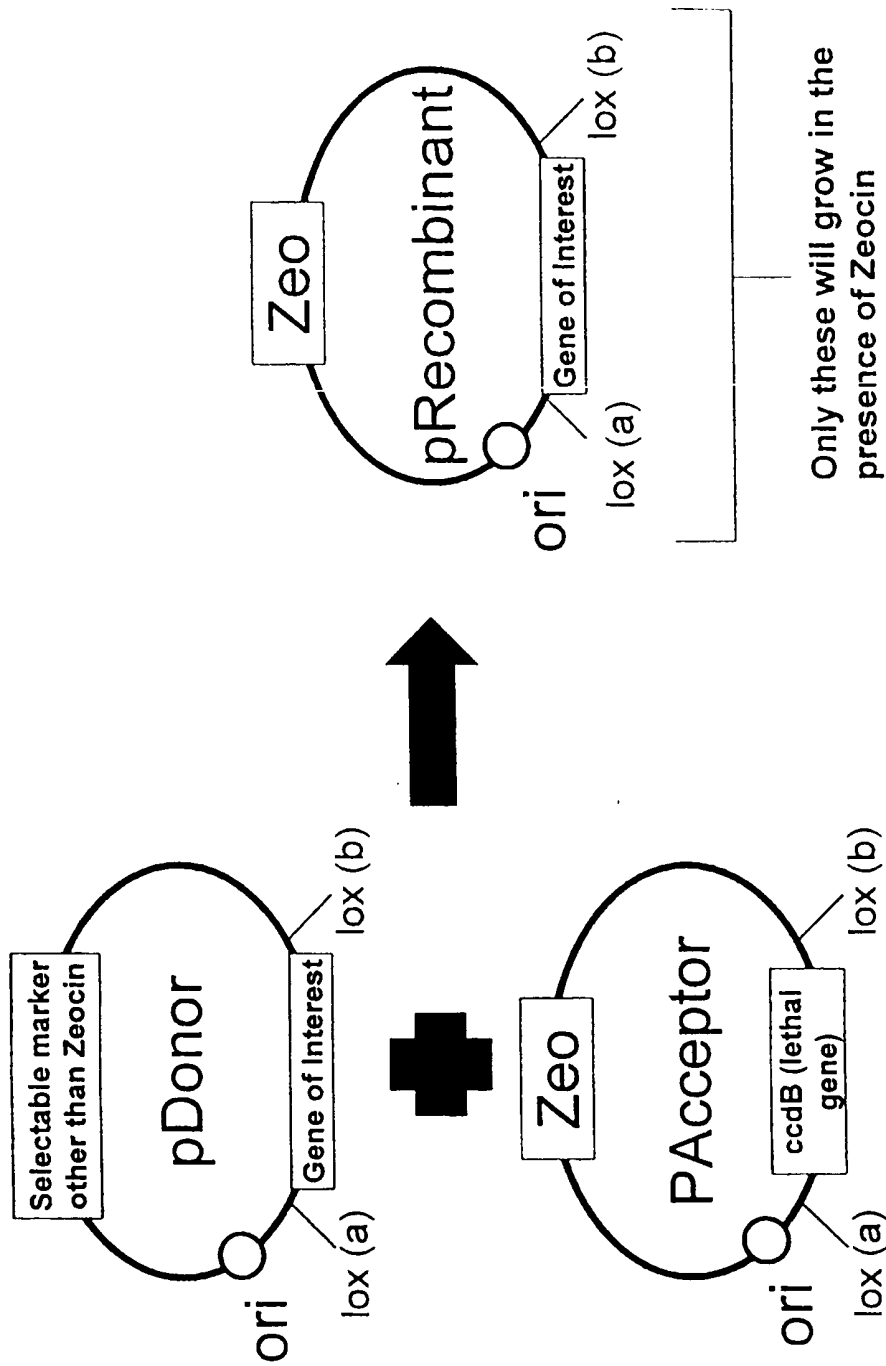 Selectable marker
other than Zeocin
pDonor
ori
lox (a)
Gene of Interest
lox (b)
Zeo
PAcceptor
ori
lox (a)
ccdB (lethal
gene)
lox (b)
Zeo
pRecombinant
ori
lox (a)
Gene of Interest
lox (b)
Only these will grow in the
presence of Zeocin